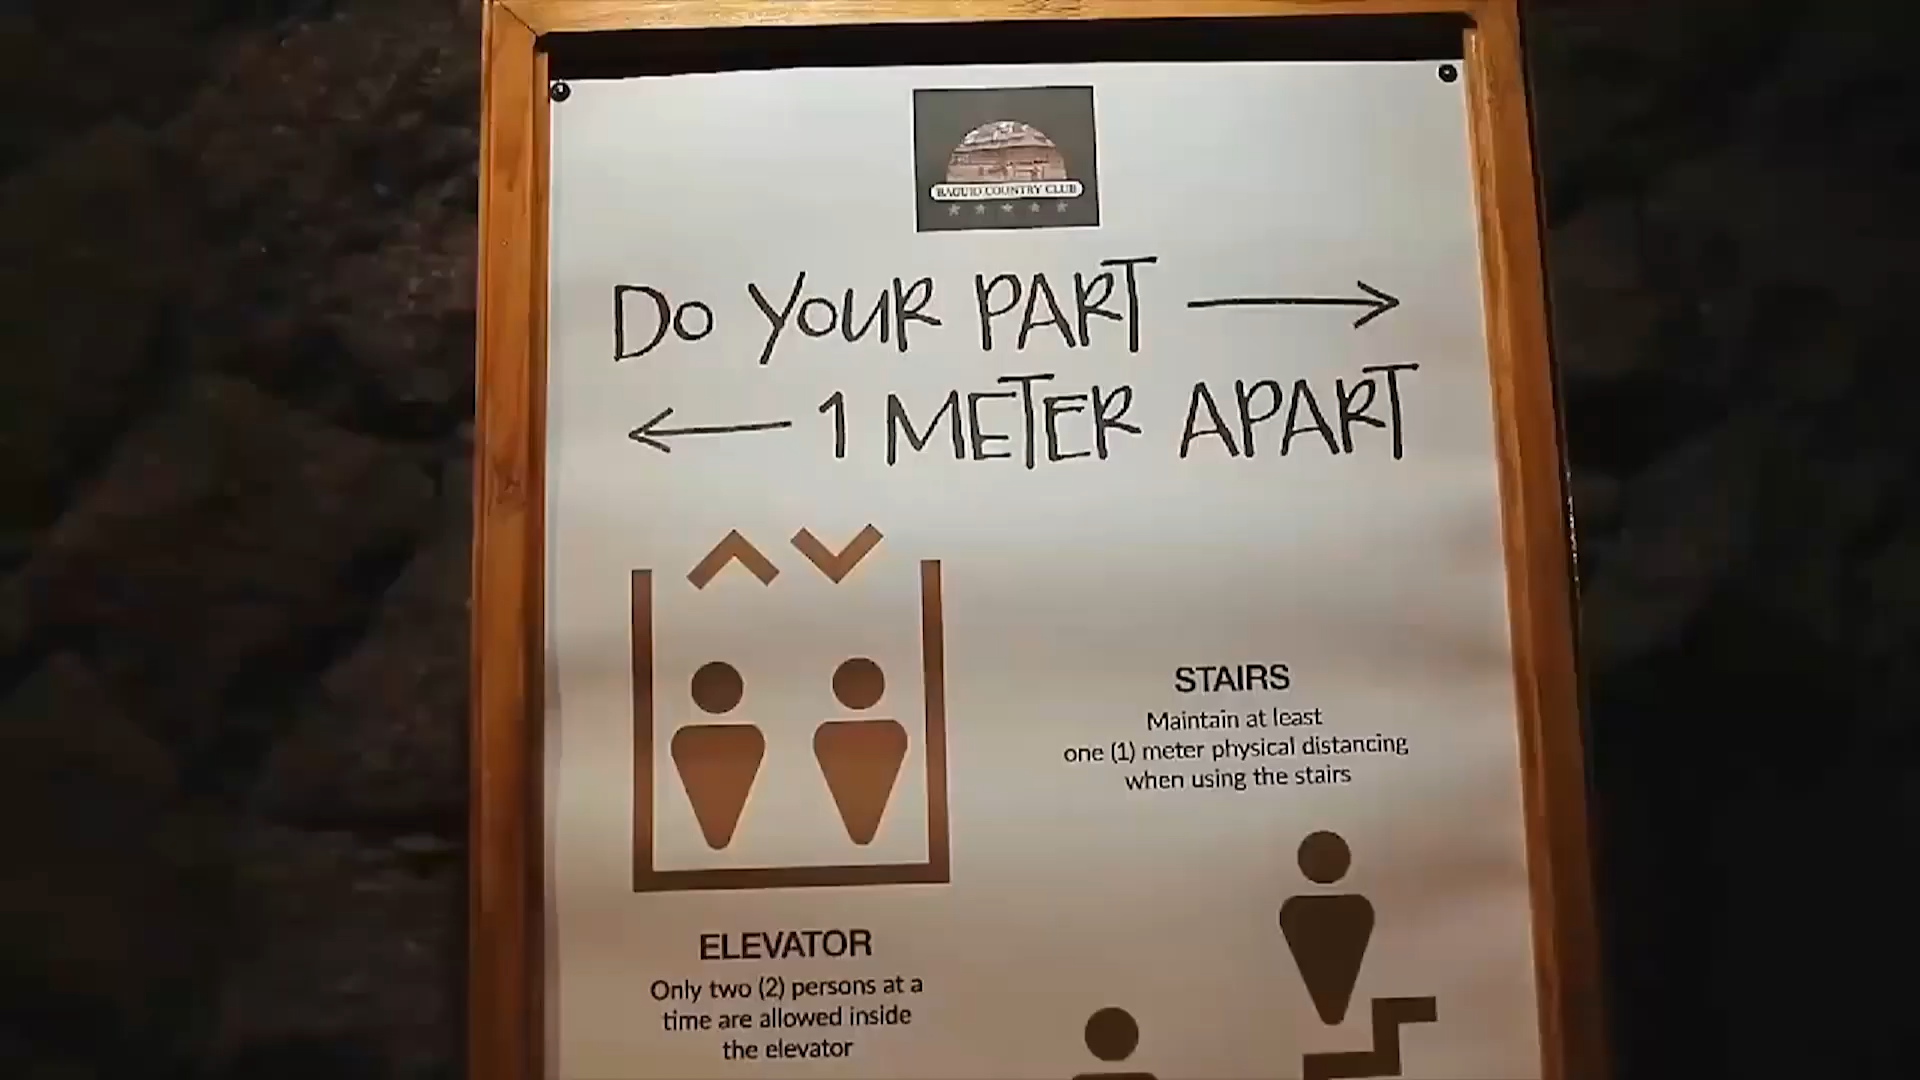 BAGUIO COUNTRY CLUB
DO YOUR PART
1 METER APART
STAIRS
Maintain at least
one (1) meter physical distancing
when using the stairs
ELEVATOR
Only two (2) persons at a
time are allowed inside
the elevator